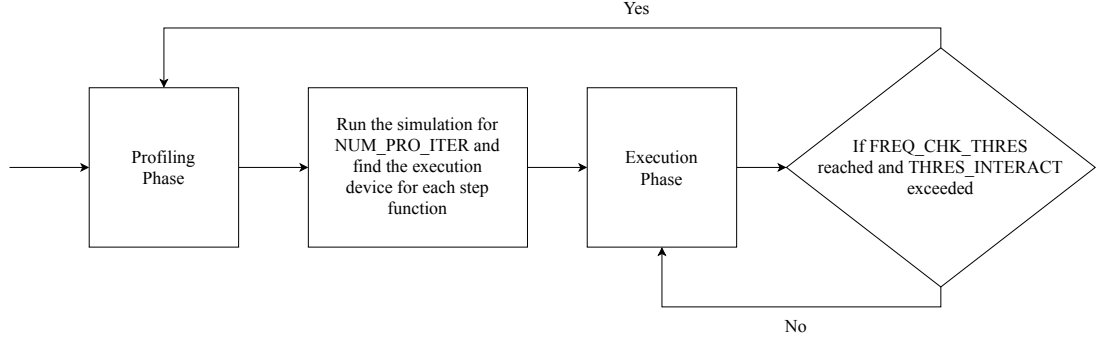 Yes
Profiling
Phase
Run the simulation for
NUM_PRO_ITER and
find the execution
device for each step
function
Execution
Phase
If FREQ_CHK_THRES
reached and THRES_INTERACT
exceeded
No